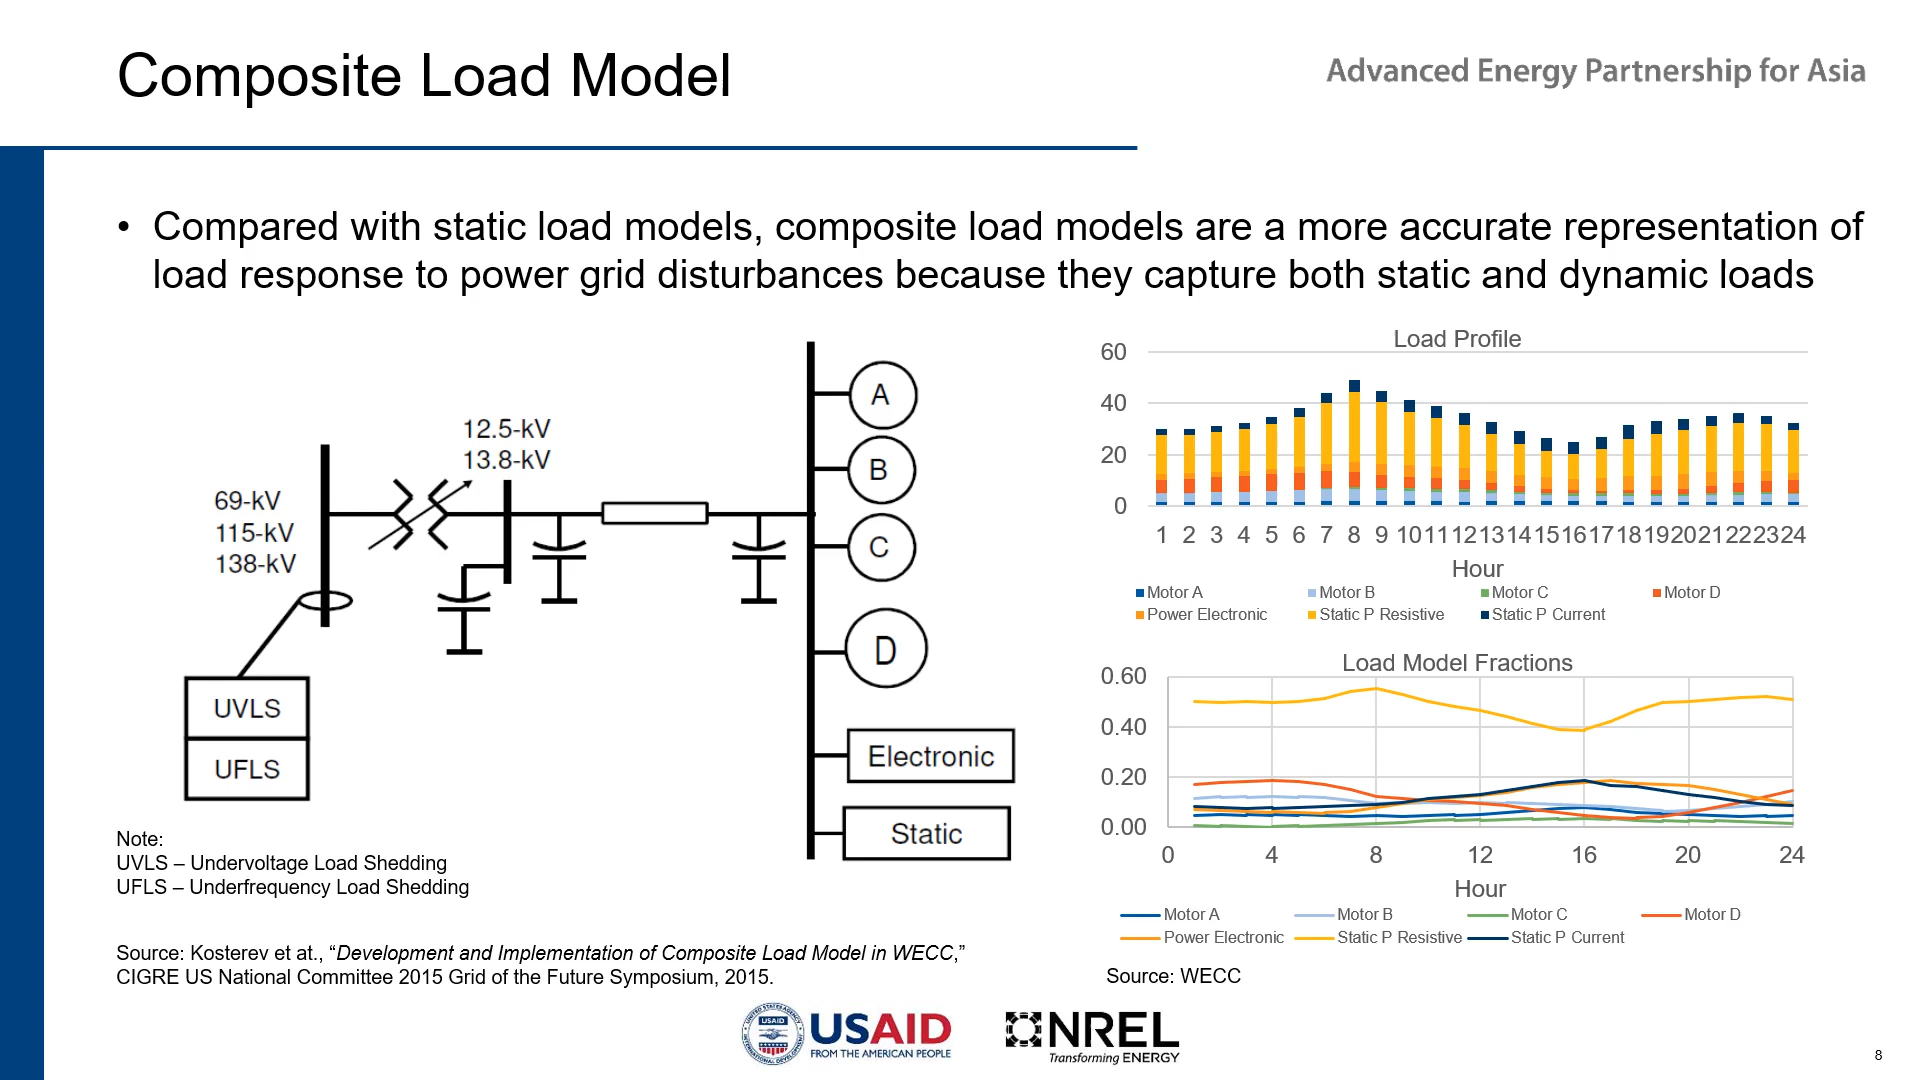 Composite Load Model
Advanced Energy Partnership for Asia
• Compared with static load models, composite load models are a more accurate representation of
load response to power grid disturbances because they capture both static and dynamic loads
12.5-kV
13.8-kV
69-kV
115-kV
138-kV
UVLS
UFLS
A
B
C
D
Electronic
Static
Note:
UVLS – Undervoltage Load Shedding
UFLS – Underfrequency Load Shedding
Source: Kosterev et at., “Development and Implementation of Composite Load Model in WECC,”
CIGRE US National Committee 2015 Grid of the Future Symposium, 2015.
Load Profile
60
40
20
0
1 2 3 4 5 6 7 8 9 10 11 12 13 14 15 16 17 18 19 20 21 22 23 24
Hour
Motor A Motor B Motor C Motor D
Power Electronic Static P Resistive Static P Current
Load Model Fractions
0.60
0.40
0.20
0.00
0 4 8 12 16 20 24
Hour
Motor A Motor B Motor C Motor D
Power Electronic Static P Resistive Static P Current
Source: WECC
UNITED STATES AGENCY
USAID
INTERNATIONAL DEVELOPMENT
USAID
FROM THE AMERICAN PEOPLE
NREL
Transforming ENERGY
8